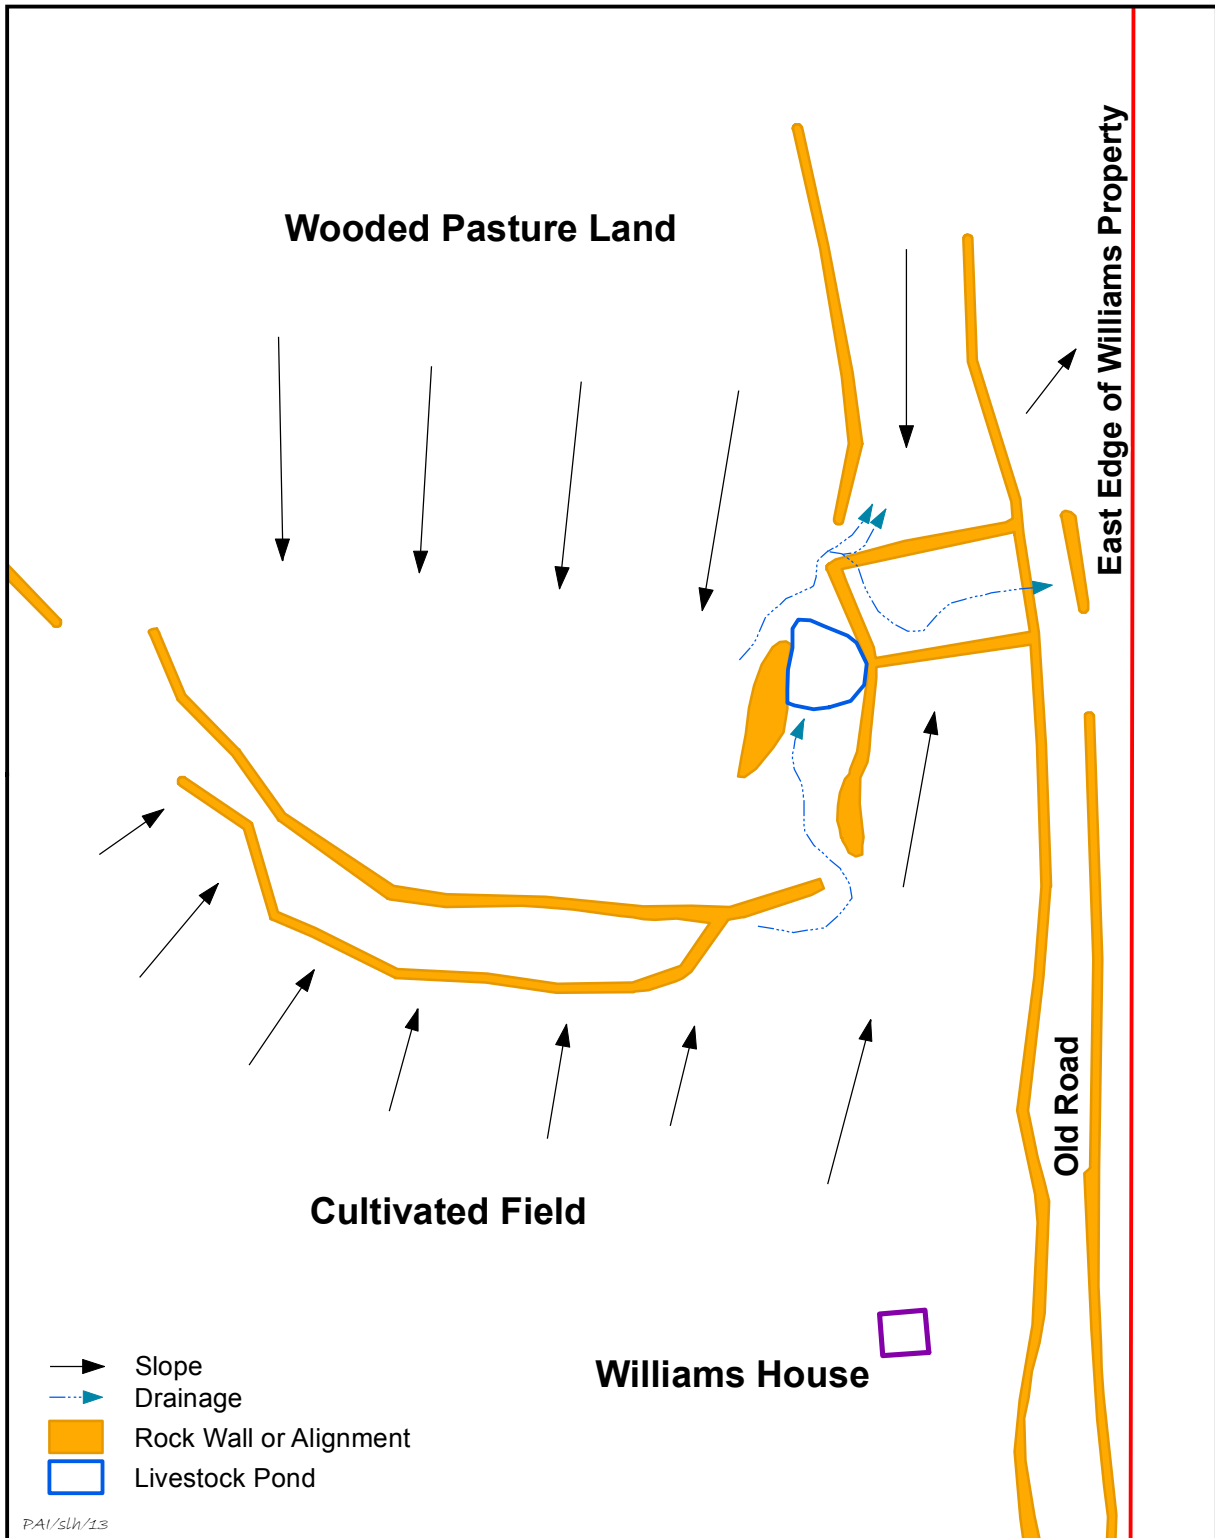 Wooded Pasture Land
East Edge of Williams Property
Old Road
Cultivated Field
Williams House
Slope
Drainage
Rock Wall or Alignment
Livestock Pond
PAI/slh/13